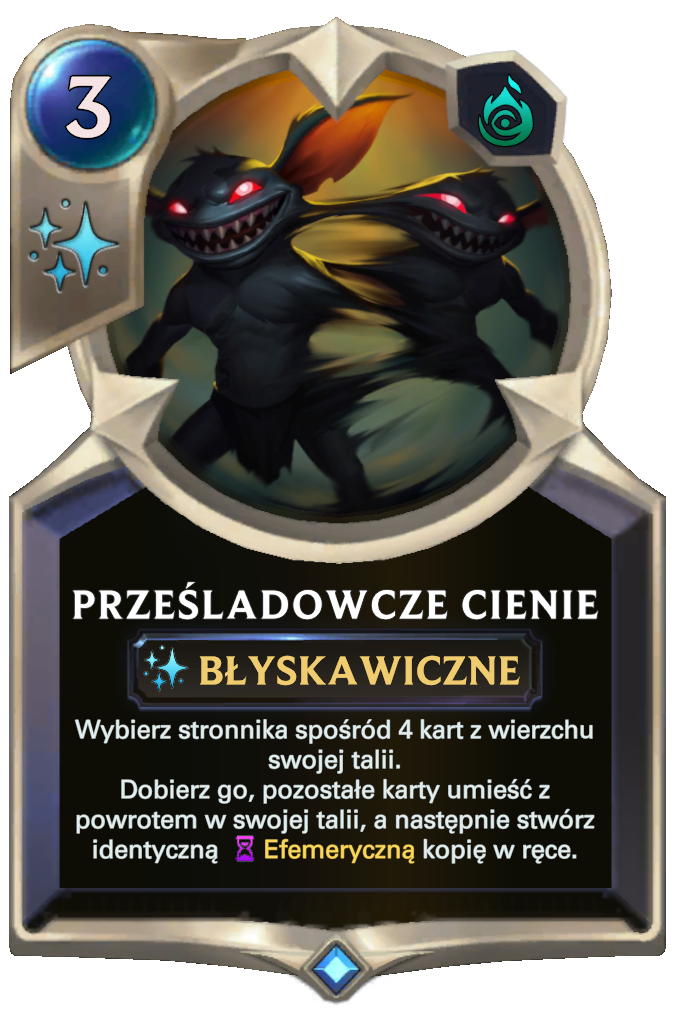 3
PRZEŚLADOWCZE CIENIE
BŁYSKAWICZNE
Wybierz stronnika spośród 4 kart z wierzchu
swojej talii.
Dobierz go, pozostałe karty umieść z
powrotem w swojej talii, a następnie stwórz
identyczną Efemeryczną kopię w ręce.